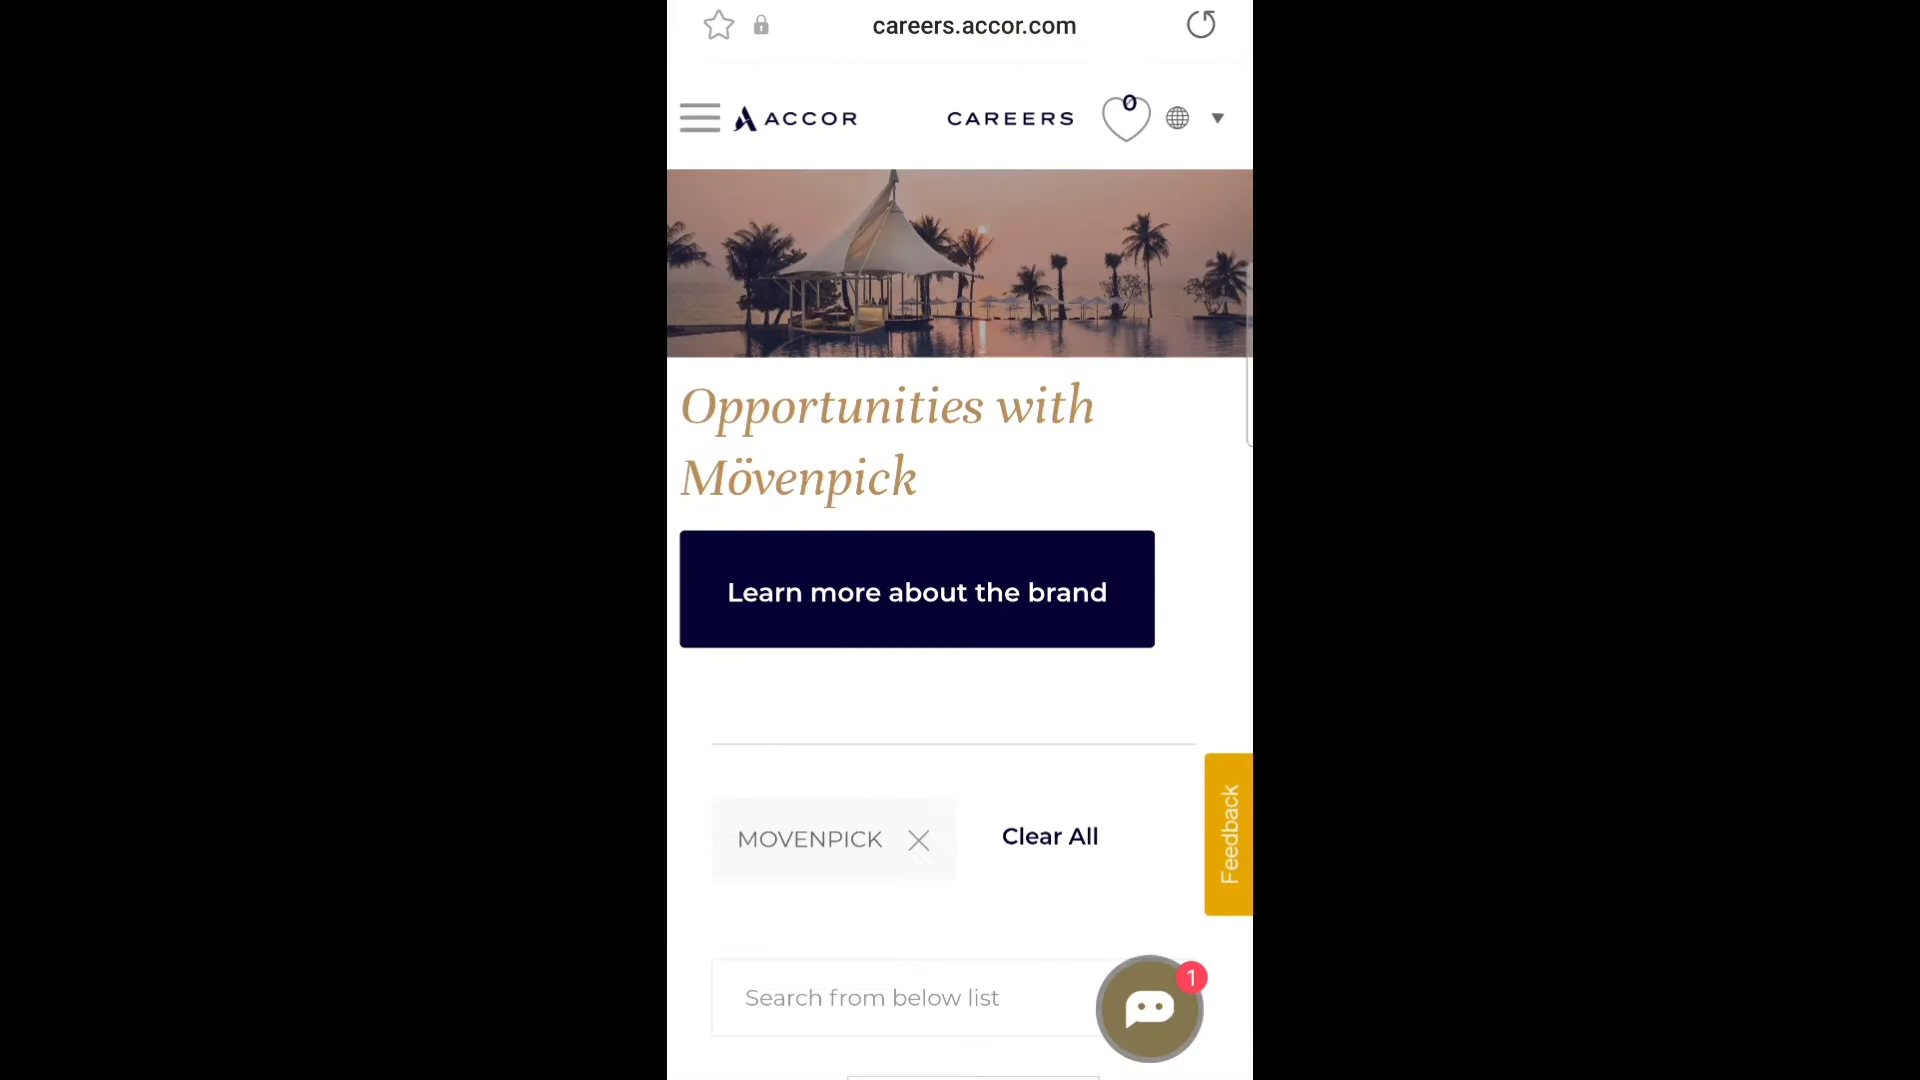 careers.accor.com
ACCOR
CAREERS
0
Opportunities with
Mövenpick
Learn more about the brand
MOVENPICK
Clear All
Feedback
Search from below list
1